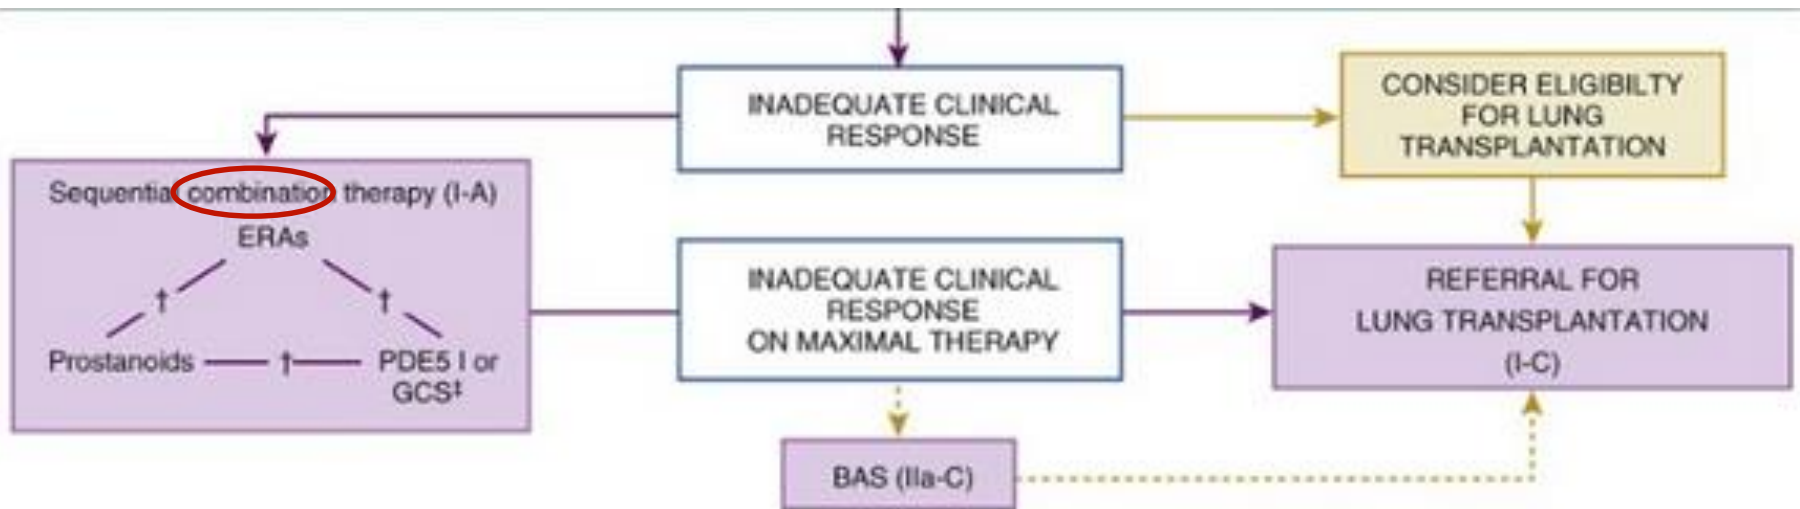 INADEQUATE CLINICAL
RESPONSE
CONSIDER ELIGIBILTY
FOR LUNG
TRANSPLANTATION
Sequential combination therapy (I-A)
ERAs
†
†
Prostanoids
†
PDE5 I or
GCS‡
INADEQUATE CLINICAL
RESPONSE
ON MAXIMAL THERAPY
REFERRAL FOR
LUNG TRANSPLANTATION
(I-C)
BAS (IIa-C)